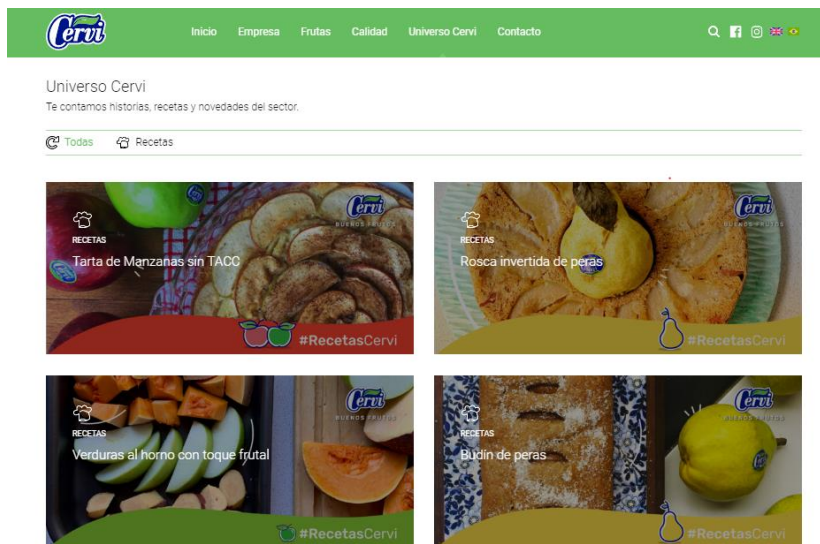 Cervi
Inicio Empresa Frutas Calidad Universo Cervi Contacto
Universo Cervi
Te contamos historias, recetas y novedades del sector.
Todas Recetas
Cervi
BUENOS FRUTOS
RECETAS
Tarta de Manzanas sin TACC
#RecetasCervi
Cervi
BUENOS FRUTOS
RECETAS
Rosca invertida de peras
#RecetasCervi
Cervi
BUENOS FRUTOS
RECETAS
Verduras al horno con toque frutal
#RecetasCervi
Cervi
BUENOS FRUTOS
RECETAS
Budín de peras
#RecetasCervi